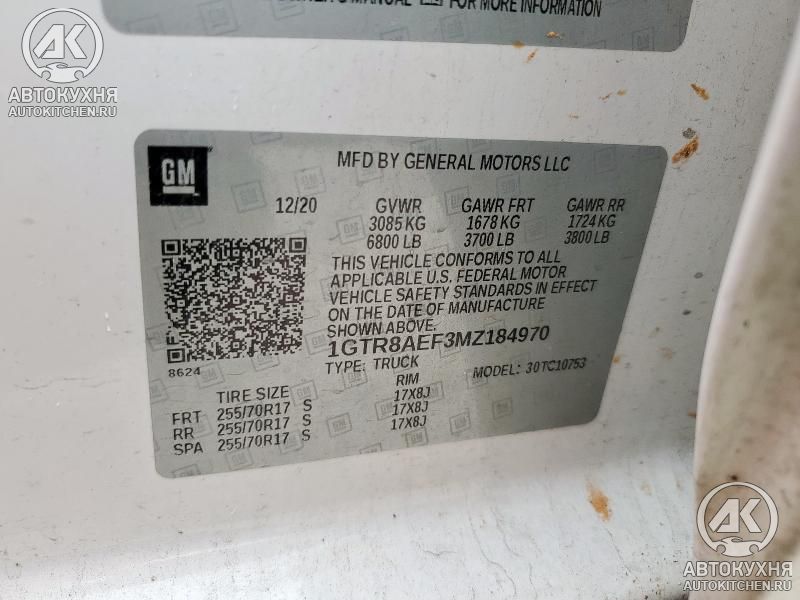 OWNER'S MANUAL FOR MORE INFORMATION
АК
АВТОКУХНЯ
AUTOKITCHEN.RU
GM
MFD BY GENERAL MOTORS LLC
12/20 GVWR GAWR FRT GAWR RR
3085 KG 1678 KG 1724 KG
6800 LB 3700 LB 3800 LB
THIS VEHICLE CONFORMS TO ALL
APPLICABLE U.S. FEDERAL MOTOR
VEHICLE SAFETY STANDARDS IN EFFECT
ON THE DATE OF MANUFACTURE
SHOWN ABOVE.
1GTR8AEF3MZ184970
8624
TYPE: TRUCK MODEL: 30TC10753
TIRE SIZE RIM
FRT 255/70R17 S 17X8J
RR 255/70R17 S 17X8J
SPA 255/70R17 S 17X8J
АК
АВТОКУХНЯ
AUTOKITCHEN.RU